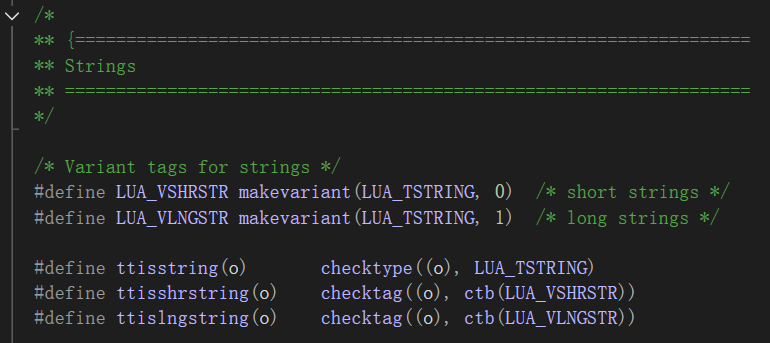 /*
** {==================================================================
** Strings
** ===================================================================
*/
/* Variant tags for strings */
#define LUA_VSHRSTR makevariant(LUA_TSTRING, 0)  /* short strings */
#define LUA_VLNGSTR makevariant(LUA_TSTRING, 1)  /* long strings */
#define ttisstring(o)       checktype((o), LUA_TSTRING)
#define ttisshrstring(o)    checktag((o), ctb(LUA_VSHRSTR))
#define ttislngstring(o)    checktag((o), ctb(LUA_VLNGSTR))